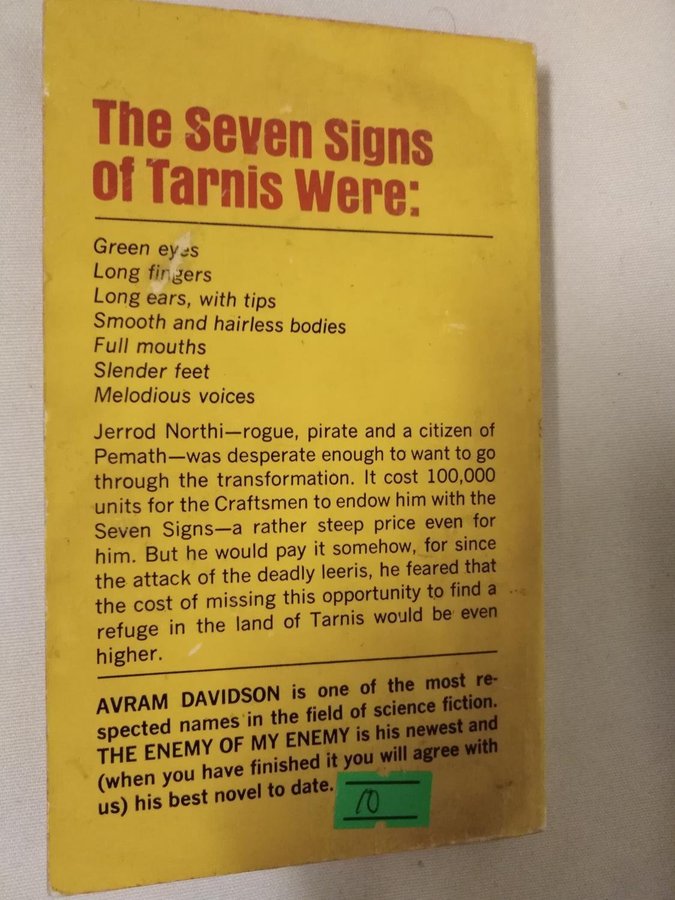 The Seven Signs
of Tarnis Were:
Green eyes
Long fingers
Long ears, with tips
Smooth and hairless bodies
Full mouths
Slender feet
Melodious voices
Jerrod Northi—rogue, pirate and a citizen of
Pemath—was desperate enough to want to go
through the transformation. It cost 100,000
units for the Craftsmen to endow him with the
Seven Signs—a rather steep price even for
him. But he would pay it somehow, for since
the attack of the deadly leeris, he feared that
the cost of missing this opportunity to find a
refuge in the land of Tarnis would be even
higher.
AVRAM DAVIDSON is one of the most re-
spected names in the field of science fiction.
THE ENEMY OF MY ENEMY is his newest and
(when you have finished it you will agree with
us) his best novel to date.
10